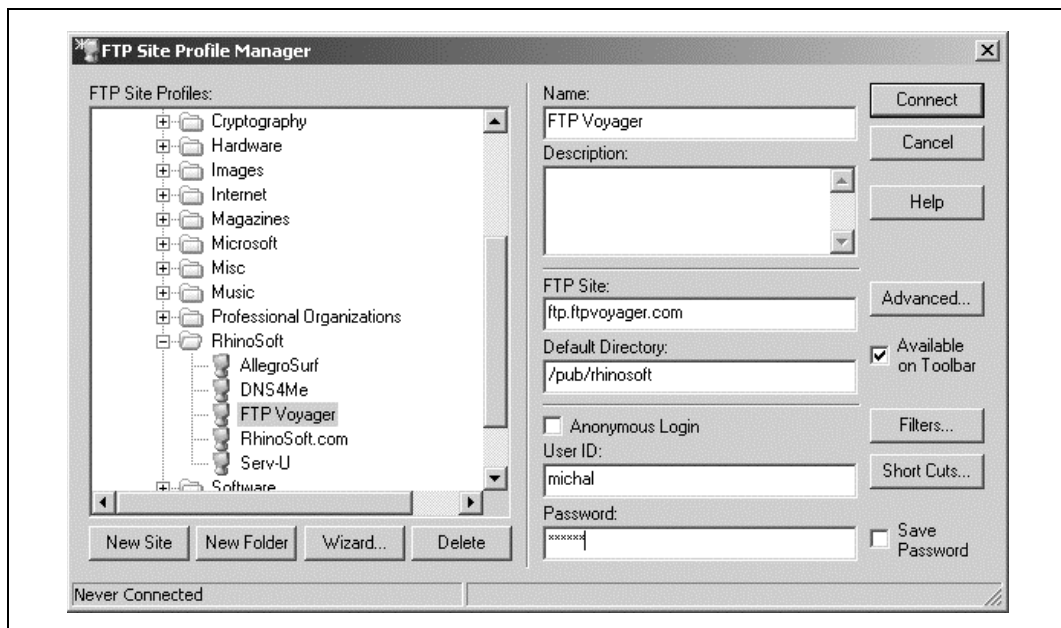 FTP Site Profile Manager
FTP Site Profiles:
Cryptography
Hardware
Images
Internet
Magazines
Microsoft
Misc
Music
Professional Organizations
RhinoSoft
AllegroSurf
DNS4Me
FTP Voyager
RhinoSoft.com
Serv-U
Software
New Site
New Folder
Wizard...
Delete
Name:
FTP Voyager
Description:
FTP Site:
ftp.ftpvoyager.com
Default Directory:
/pub/rhinosoft
Anonymous Login
User ID:
michal
Password:
******
Connect
Cancel
Help
Advanced...
Available
on Toolbar
Filters...
Short Cuts...
Save
Password
Never Connected